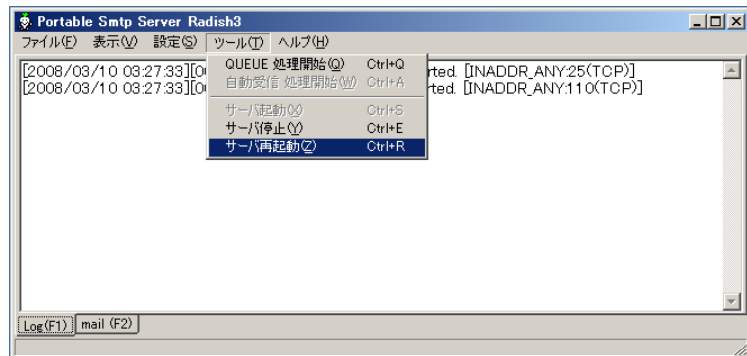 Portable Smtp Server Radish3
ファイル(F) 表示(V) 設定(S) ツール(T) ヘルプ(H)
QUEUE 処理開始(Q) Ctrl+Q
自動受信 処理開始(W) Ctrl+A
サーバ起動(X) Ctrl+S
サーバ停止(Y) Ctrl+E
サーバ再起動(Z) Ctrl+R
[2008/03/10 03:27:33][0 rted. [INADDR_ANY:25(TCP)]
[2008/03/10 03:27:33][0 rted. [INADDR_ANY:110(TCP)]
Log(F1) mail (F2)